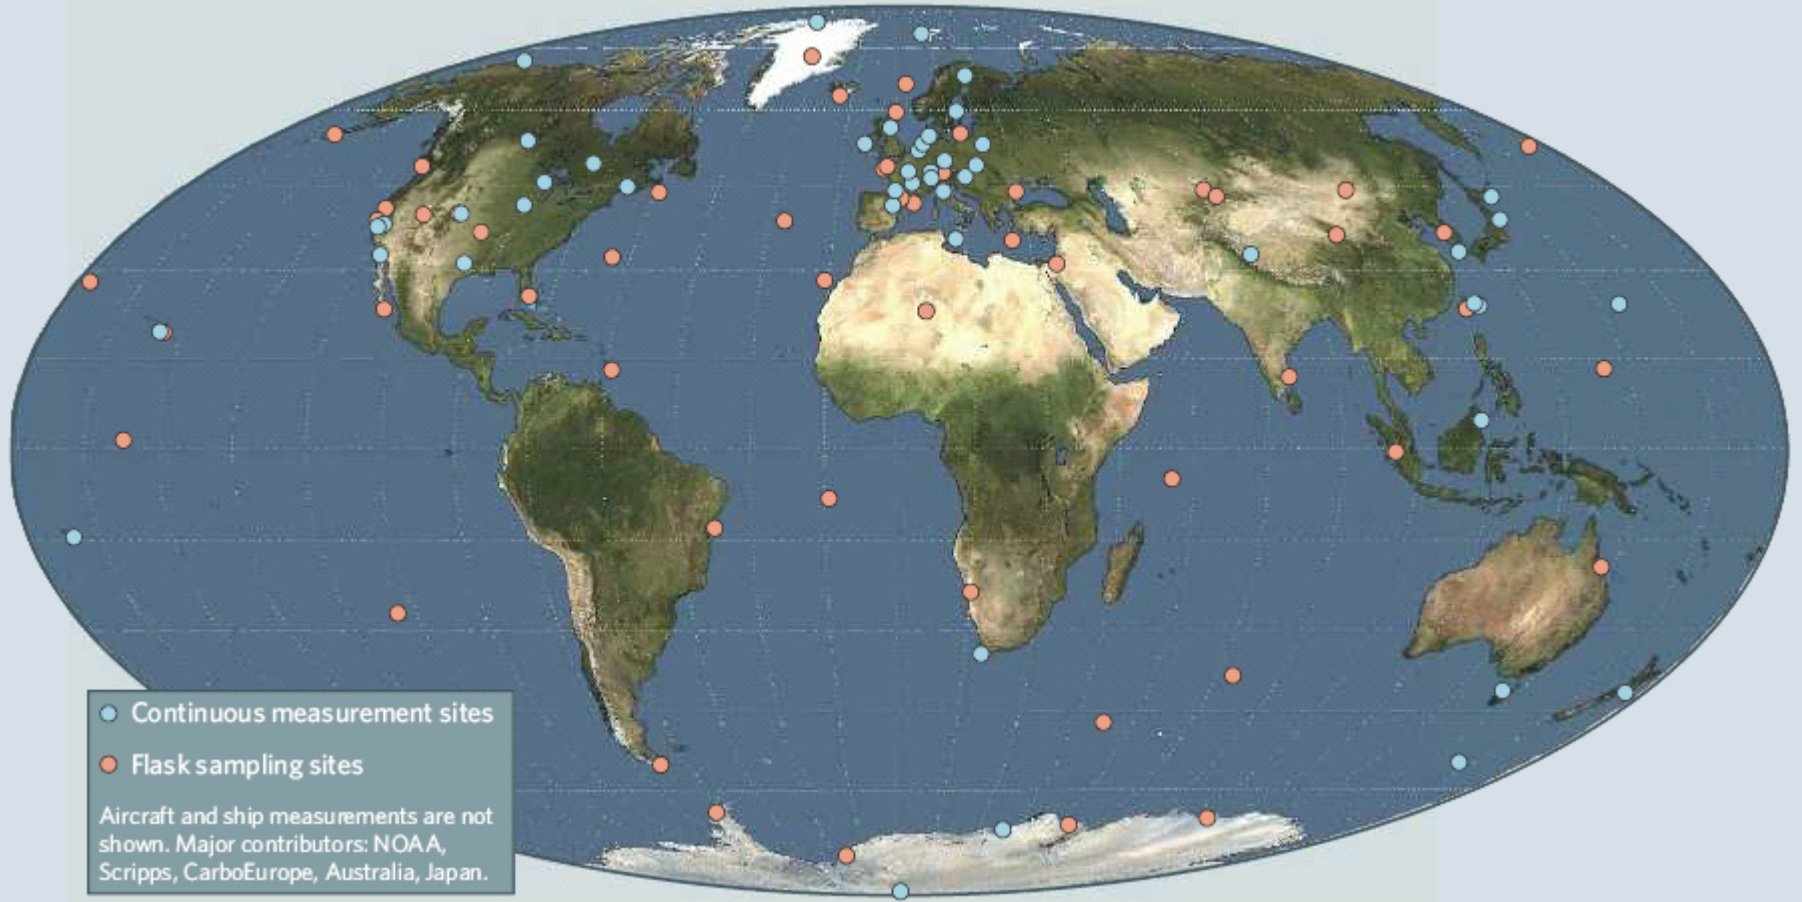 Continuous measurement sites
Flask sampling sites
Aircraft and ship measurements are not
shown. Major contributors: NOAA,
Scripps, CarboEurope, Australia, Japan.